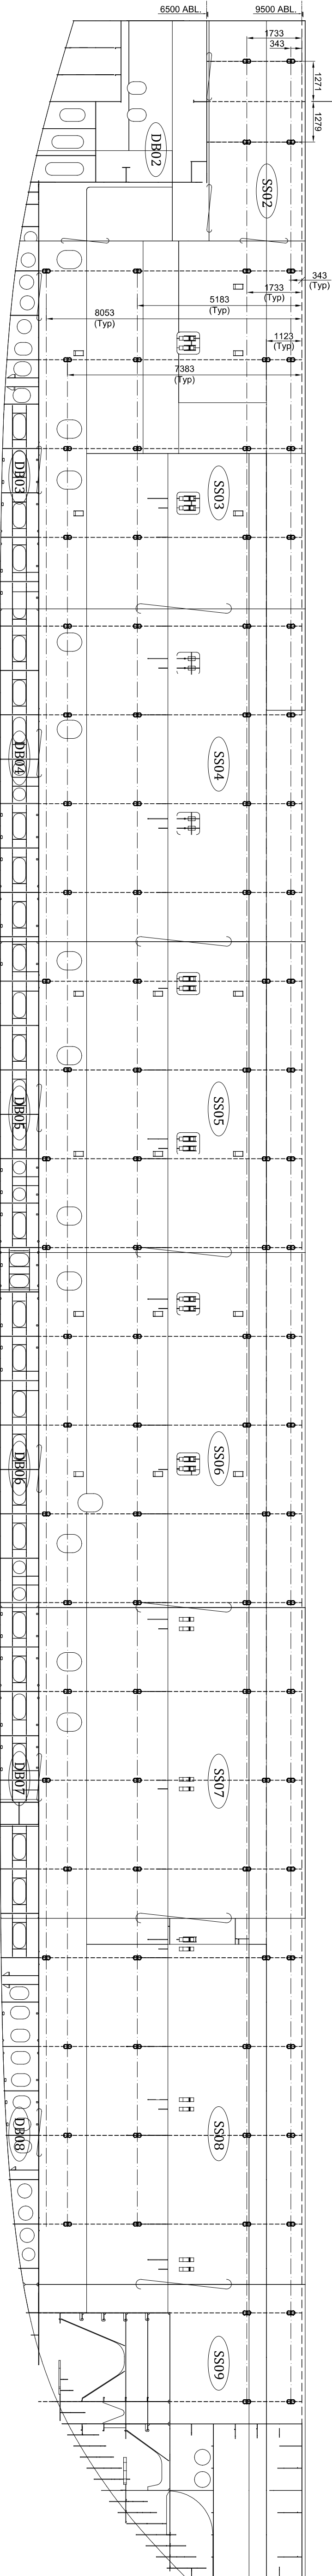 6500 ABL.
9500 ABL.
1733
343
1271
1279
DB02
SS02
343
(Typ)
1733
(Typ)
5183
(Typ)
8053
(Typ)
1123
(Typ)
7383
(Typ)
DB03
SS03
DB04
SS04
DB05
SS05
DB06
SS06
DB07
SS07
DB08
SS08
SS09